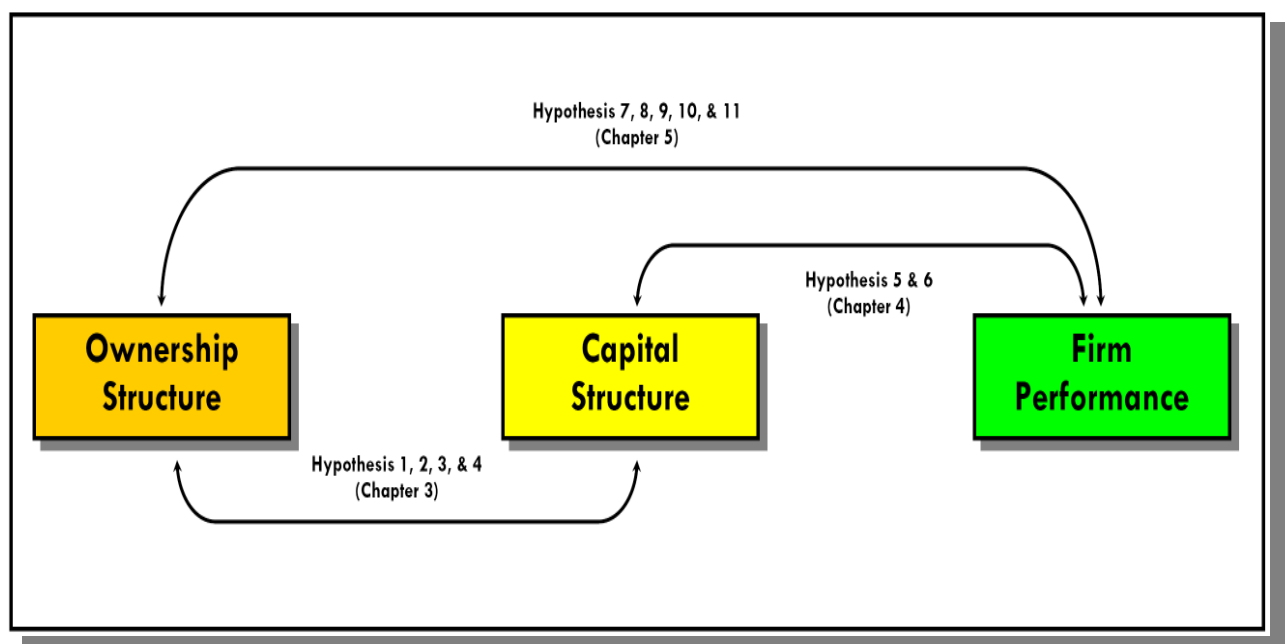 Hypothesis 7, 8, 9, 10, & 11
(Chapter 5)
Hypothesis 5 & 6
(Chapter 4)
Ownership
Structure
Capital
Structure
Firm
Performance
Hypothesis 1, 2, 3, & 4
(Chapter 3)